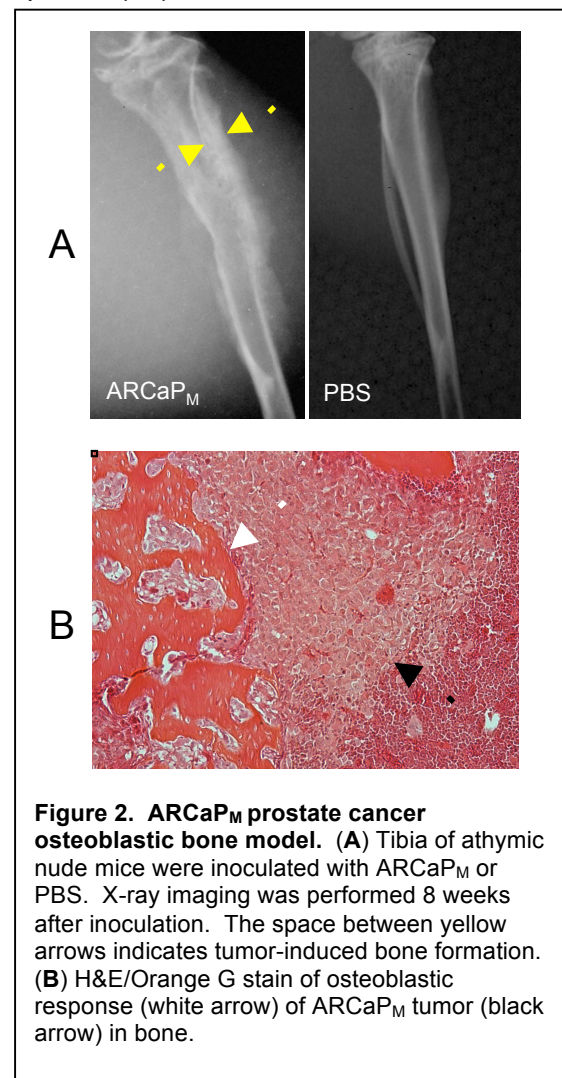 A
ARCaPM
PBS
B
Figure 2. ARCaPM prostate cancer
osteoblastic bone model. (A) Tibia of athymic
nude mice were inoculated with ARCaPM or
PBS. X-ray imaging was performed 8 weeks
after inoculation. The space between yellow
arrows indicates tumor-induced bone formation.
(B) H&E/Orange G stain of osteoblastic
response (white arrow) of ARCaPM tumor (black
arrow) in bone.